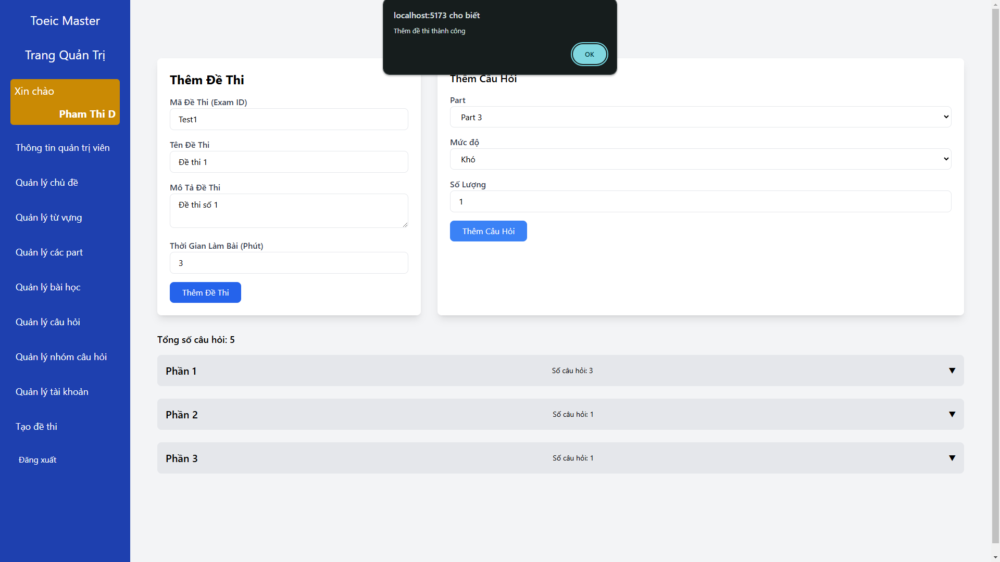 Toeic Master
Trang Quản Trị
Xin chào
Pham Thi D
Thông tin quản trị viên
Quản lý chủ đề
Quản lý từ vựng
Quản lý các part
Quản lý bài học
Quản lý câu hỏi
Quản lý nhóm câu hỏi
Quản lý tài khoản
Tạo đề thi
Đăng xuất
localhost:5173 cho biết
Thêm đề thi thành công
OK
Thêm Đề Thi
Mã Đề Thi (Exam ID)
Test1
Tên Đề Thi
Đề thi 1
Mô Tả Đề Thi
Đề thi số 1
Thời Gian Làm Bài (Phút)
3
Thêm Đề Thi
Thêm Câu Hỏi
Part
Part 3
Mức độ
Khó
Số Lượng
1
Thêm Câu Hỏi
Tổng số câu hỏi: 5
Phần 1
Số câu hỏi: 3
Phần 2
Số câu hỏi: 1
Phần 3
Số câu hỏi: 1